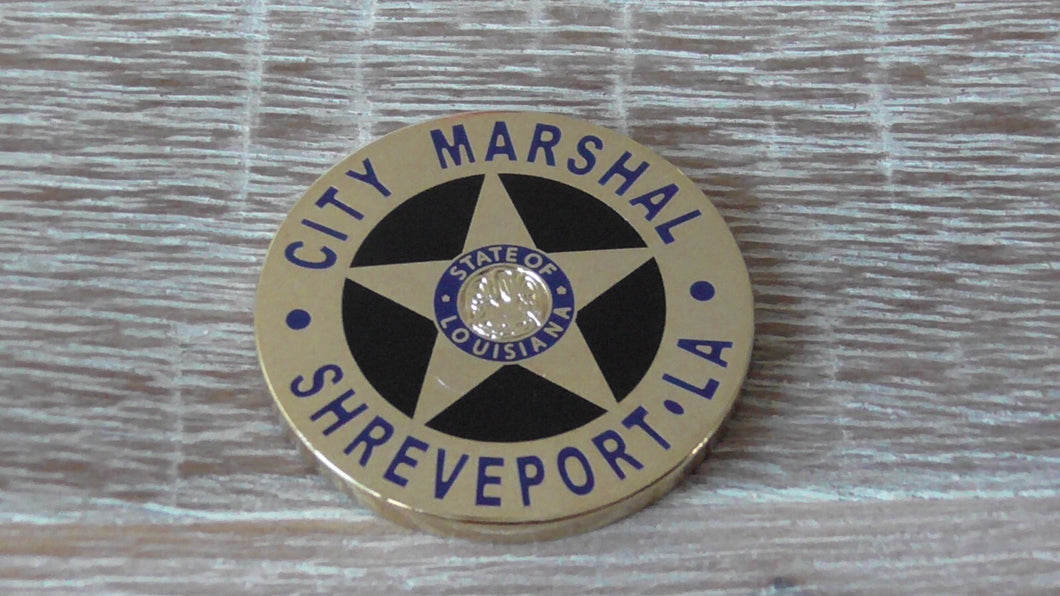 CITY MARSHAL
STATE OF
LOUISIANA
SHREVEPORT • LA